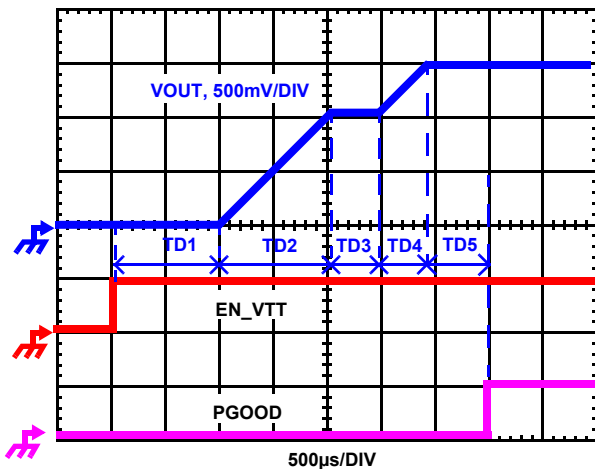 VOUT, 500mV/DIV
TD1 TD2 TD3 TD4 TD5
EN_VTT
PGOOD
500µs/DIV